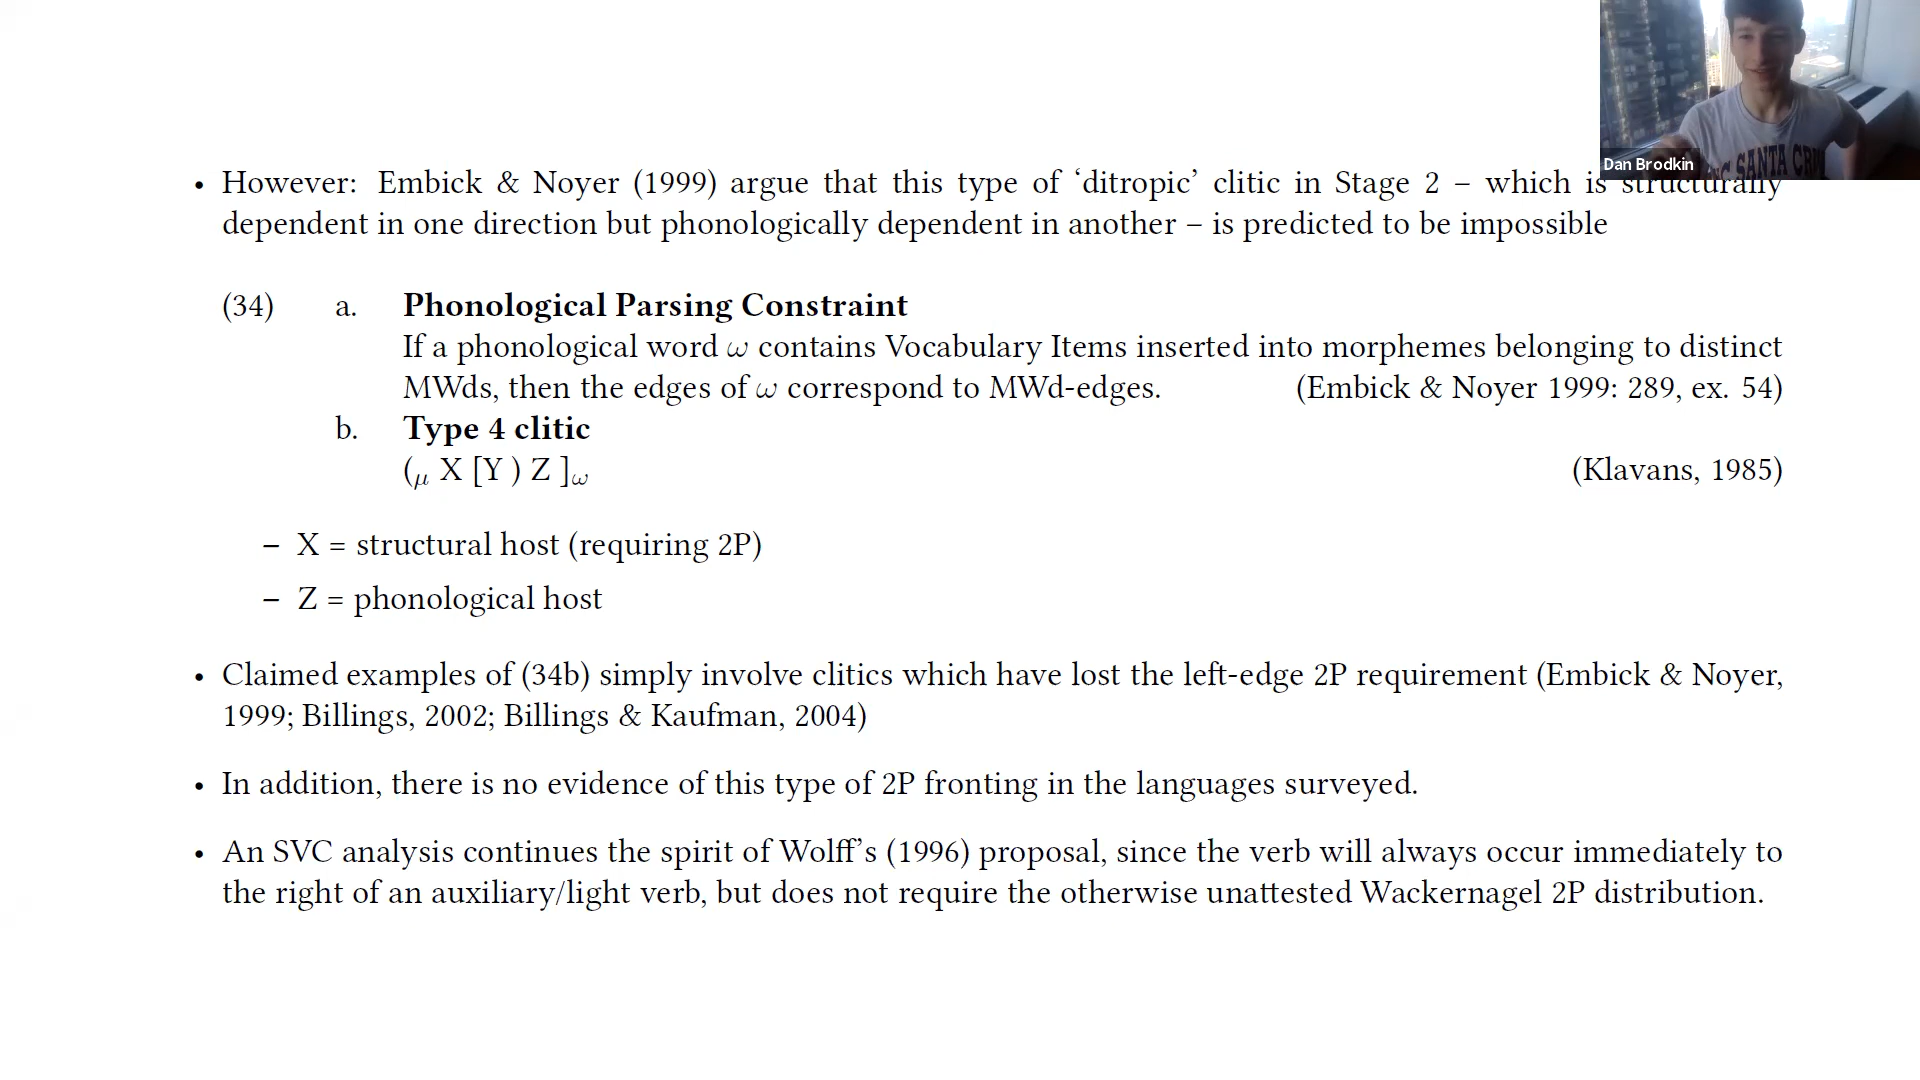 Dan Brodkin
SANTA CRUZ
• However: Embick & Noyer (1999) argue that this type of ‘ditropic’ clitic in Stage 2 – which is structurally
dependent in one direction but phonologically dependent in another – is predicted to be impossible
(34) a. Phonological Parsing Constraint
If a phonological word ω contains Vocabulary Items inserted into morphemes belonging to distinct
MWds, then the edges of ω correspond to MWd-edges. (Embick & Noyer 1999: 289, ex. 54)
b. Type 4 clitic
(μ X [Y ) Z ]ω (Klavans, 1985)
– X = structural host (requiring 2P)
– Z = phonological host
• Claimed examples of (34b) simply involve clitics which have lost the left-edge 2P requirement (Embick & Noyer,
1999; Billings, 2002; Billings & Kaufman, 2004)
• In addition, there is no evidence of this type of 2P fronting in the languages surveyed.
• An SVC analysis continues the spirit of Wolff’s (1996) proposal, since the verb will always occur immediately to
the right of an auxiliary/light verb, but does not require the otherwise unattested Wackernagel 2P distribution.